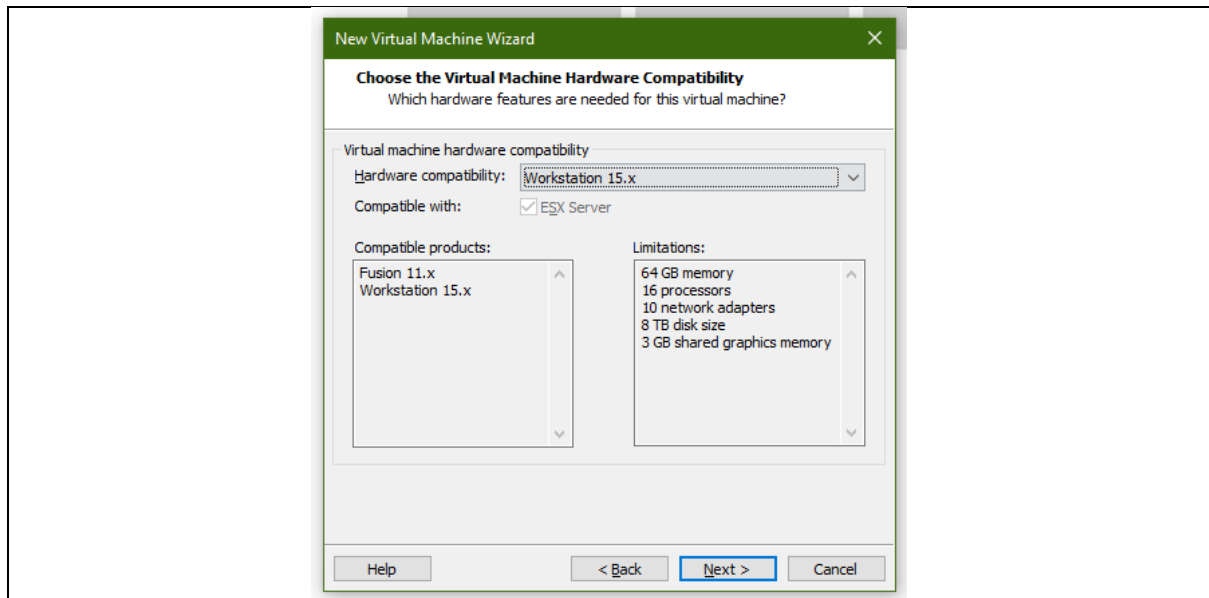 New Virtual Machine Wizard
Choose the Virtual Machine Hardware Compatibility
Which hardware features are needed for this virtual machine?
Virtual machine hardware compatibility
Hardware compatibility: Workstation 15.x
Compatible with: ESX Server
Compatible products:
Fusion 11.x
Workstation 15.x
Limitations:
64 GB memory
16 processors
10 network adapters
8 TB disk size
3 GB shared graphics memory
Help < Back Next > Cancel